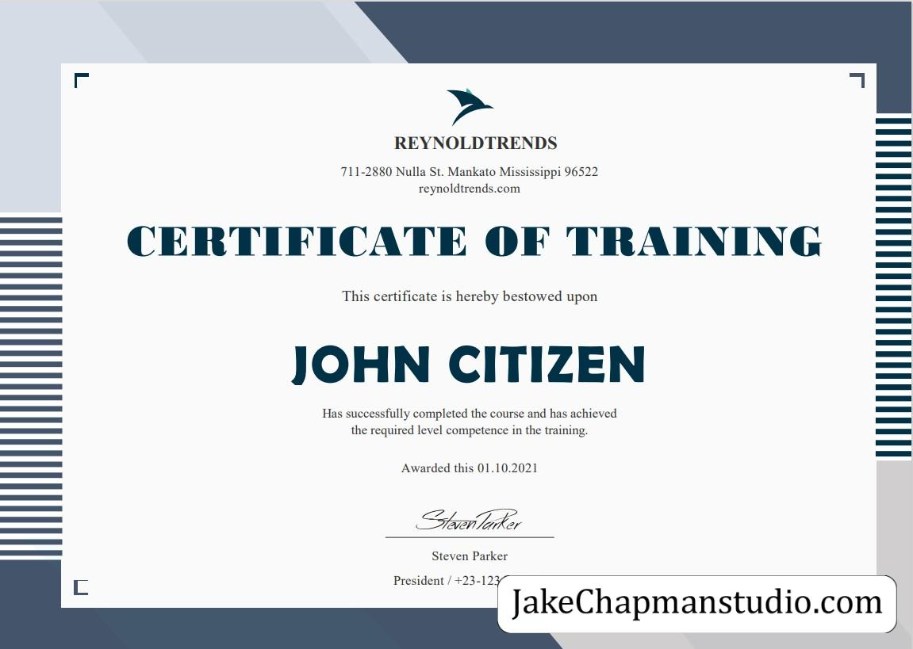 REYNOLDTRENDS
711-2880 Nulla St. Mankato Mississippi 96522
reynoldtrends.com
CERTIFICATE OF TRAINING
This certificate is hereby bestowed upon
JOHN CITIZEN
Has successfully completed the course and has achieved
the required level competence in the training.
Awarded this 01.10.2021
Steven Parker
Steven Parker
President / +23-123
JakeChapmanstudio.com